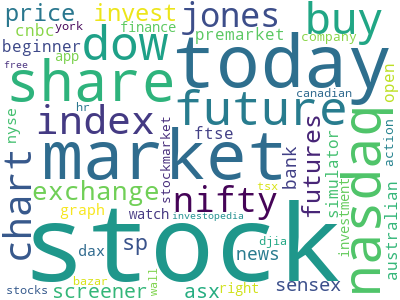 price
invest
jones
buy
cnbc
york
finance
premarket
company
beginner
app
dow
free
hr
canadian
share
today
future
open
index
ftse
nyse
stockmarket
bank
futures
simulator
action
market
nasdaq
chart
exchange
nifty
tsx
investment
australian
graph
watch
investopedia
stock
sp
djia
dax
news
sensex
bazar
wall
right
stocks
screener
asx